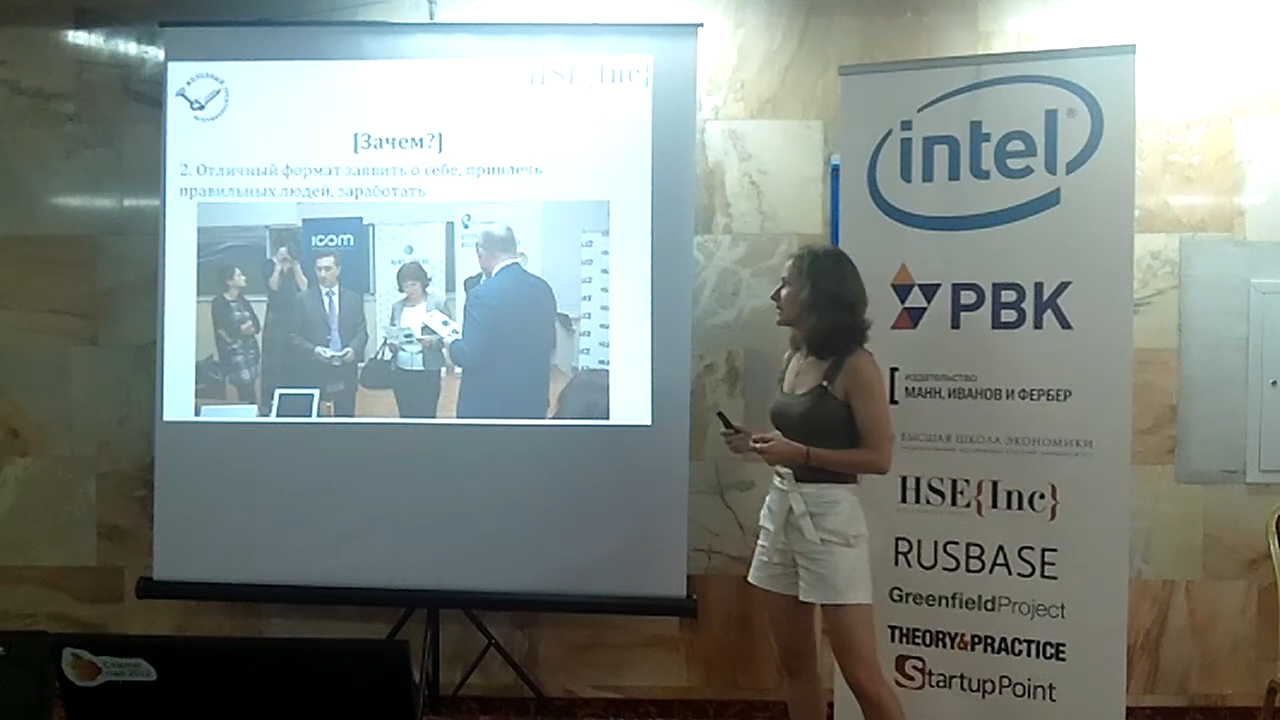 HSE{Inc}
[Зачем?]
2. Отличный формат заявить о себе, привлечь
правильных людей, заработать
ICOM
intel
РВК
ИЗДАТЕЛЬСТВО
МАНН, ИВАНОВ И ФЕРБЕР
ВЫСШАЯ ШКОЛА ЭКОНОМИКИ
HSE{Inc}
RUSBASE
GreenfieldProject
THEORY&PRACTICE
StartupPoint